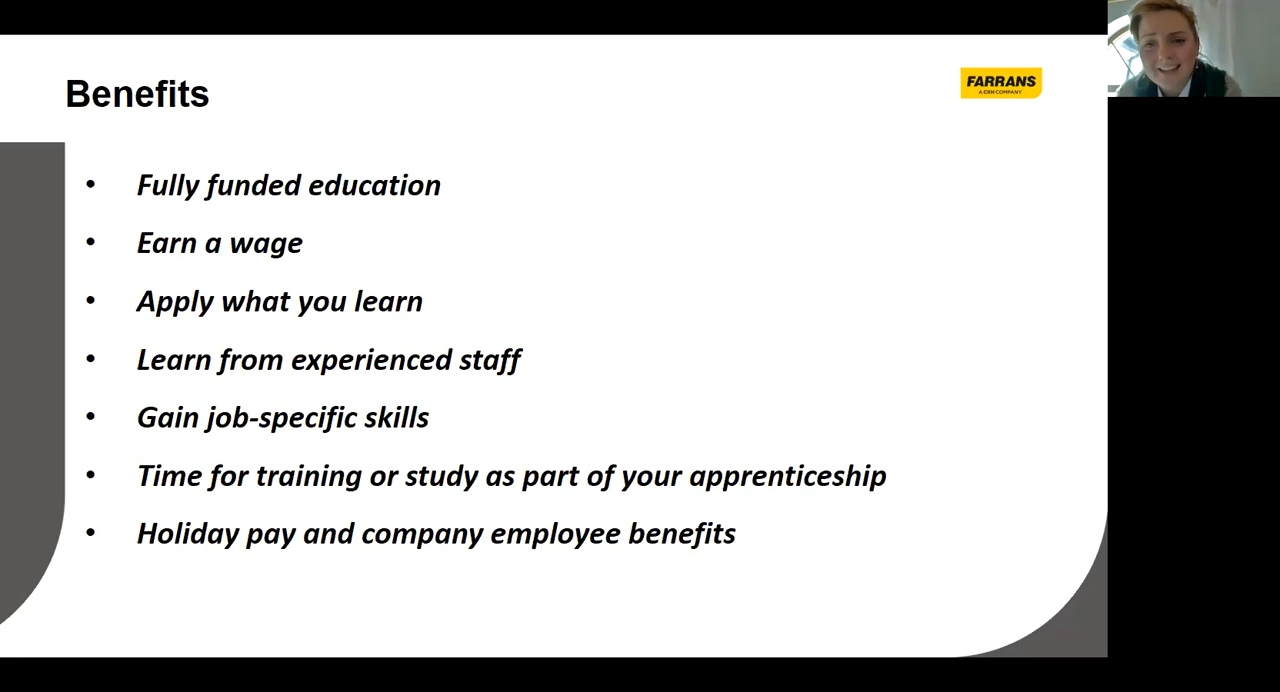 Benefits
FARRANS
A CRH COMPANY
• Fully funded education
• Earn a wage
• Apply what you learn
• Learn from experienced staff
• Gain job-specific skills
• Time for training or study as part of your apprenticeship
• Holiday pay and company employee benefits